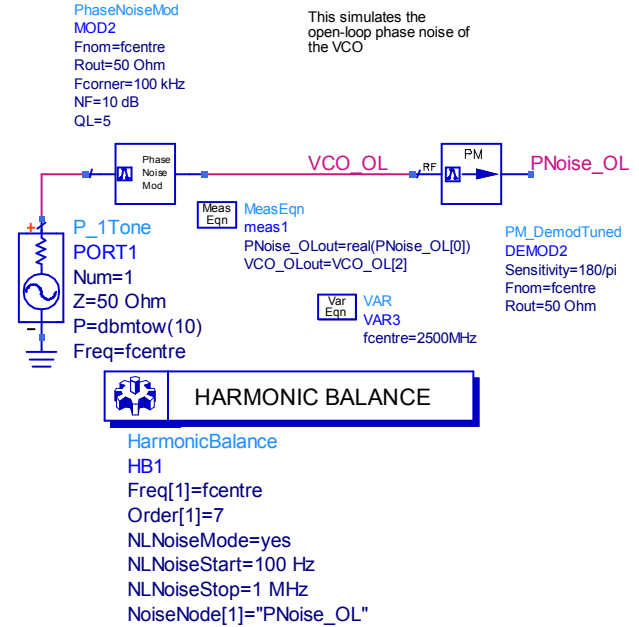 PhaseNoiseMod
MOD2
Fnom=fcentre
Rout=50 Ohm
Fcorner=100 kHz
NF=10 dB
QL=5
This simulates the
open-loop phase noise of
the VCO
Phase
Noise
Mod
VCO_OL
RF
PM
PNoise_OL
+
P_1Tone
PORT1
Num=1
Z=50 Ohm
P=dbmtow(10)
Freq=fcentre
Meas
Eqn
MeasEqn
meas1
PNoise_OLout=real(PNoise_OL[0])
VCO_OLout=VCO_OL[2]
Var
Eqn
VAR
VAR3
fcentre=2500MHz
PM_DemodTuned
DEMOD2
Sensitivity=180/pi
Fnom=fcentre
Rout=50 Ohm
HARMONIC BALANCE
HarmonicBalance
HB1
Freq[1]=fcentre
Order[1]=7
NLNoiseMode=yes
NLNoiseStart=100 Hz
NLNoiseStop=1 MHz
NoiseNode[1]="PNoise_OL"